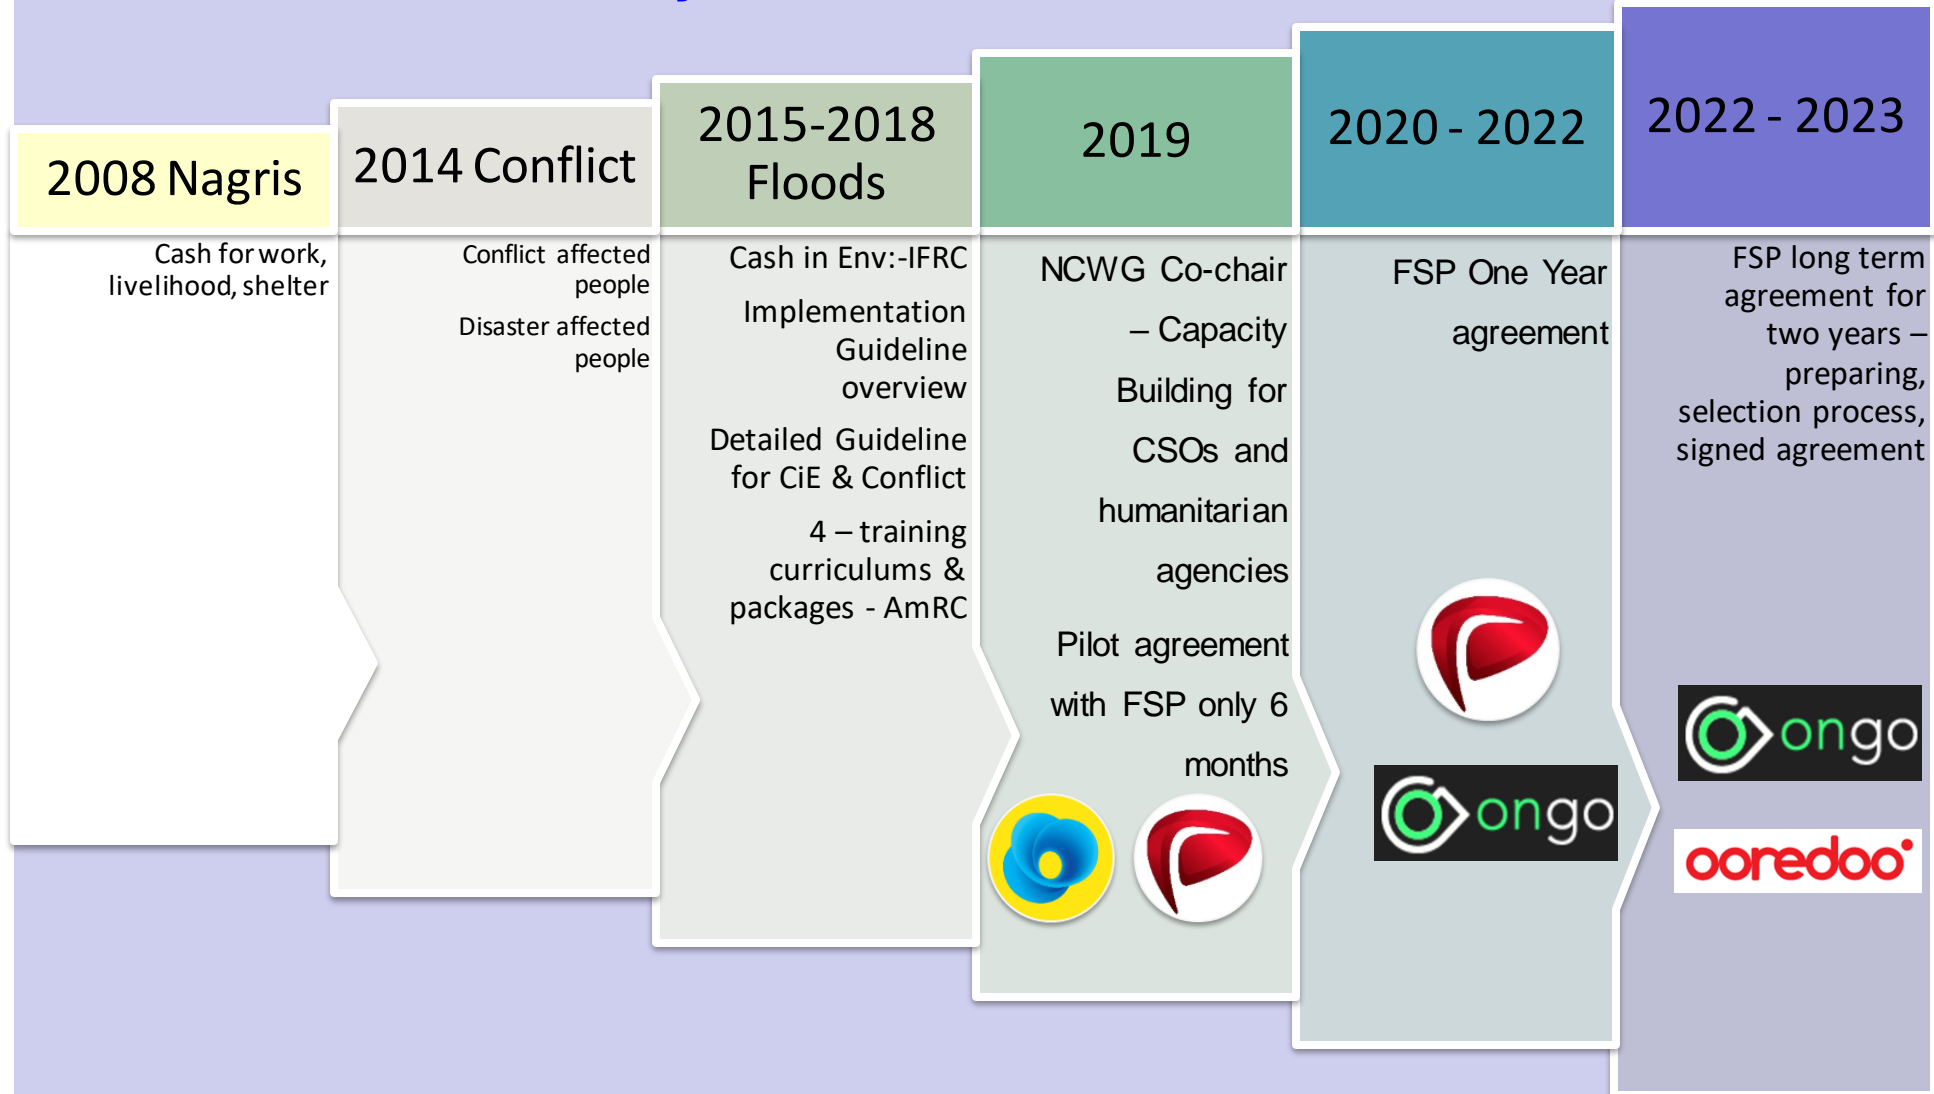 2008 Nagris
Cash for work,
livelihood, shelter
2014 Conflict
Conflict affected
people
Disaster affected
people
2015-2018
Floods
Cash in Env:-IFRC
Implementation
Guideline
overview
Detailed Guideline
for CiE & Conflict
4 – training
curriculums &
packages - AmRC
2019
NCWG Co-chair
– Capacity
Building for
CSOs and
humanitarian
agencies
Pilot agreement
with FSP only 6
months
2020 - 2022
FSP One Year
agreement
ongo
2022 - 2023
FSP long term
agreement for
two years –
preparing,
selection process,
signed agreement
ongo
ooredoo